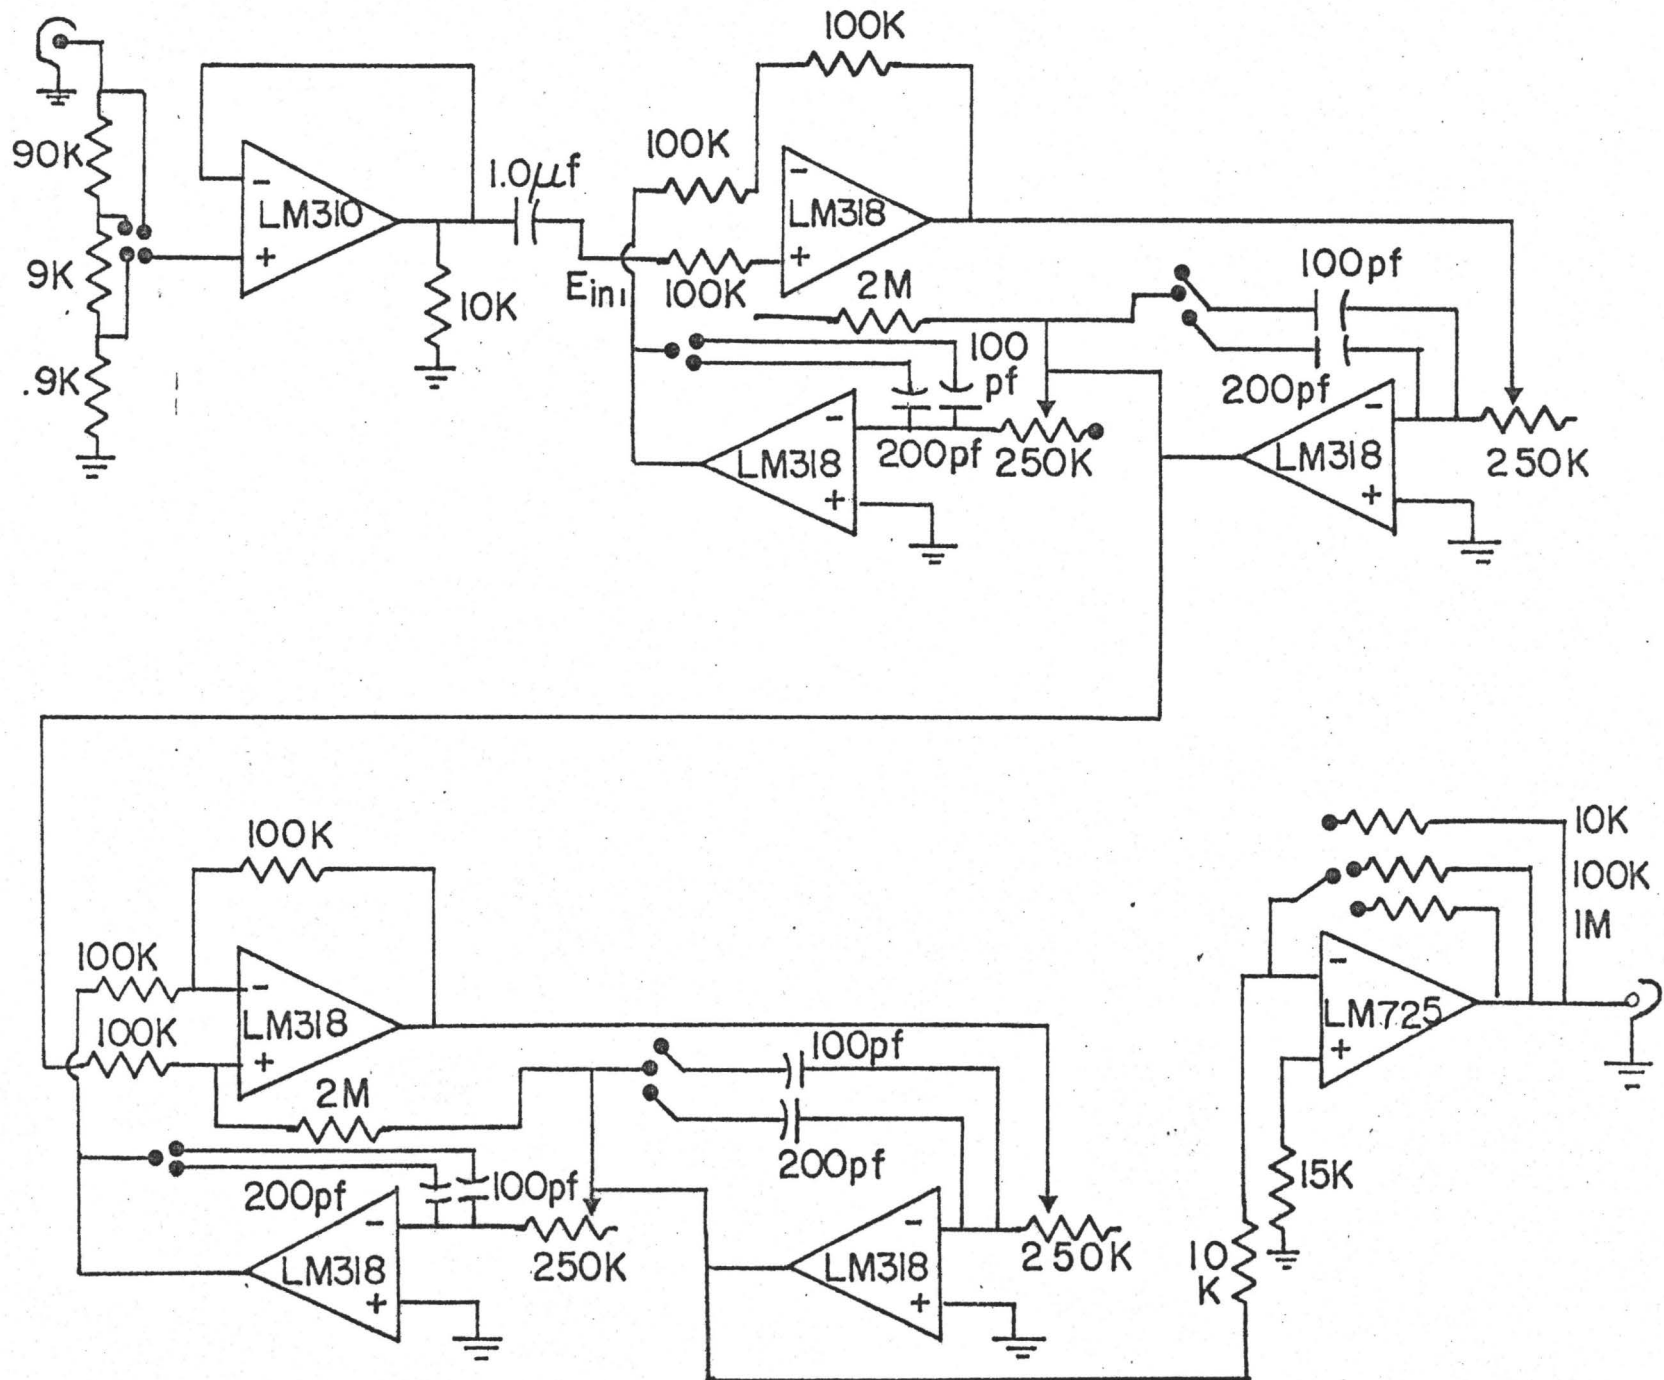 100K
90K
9K
.9K
-
LM310
+
10K
1.0μf
Ein1
100K
100K
-
LM318
+
2M
100
pf
200pf
250K
-
LM318
+
100pf
200pf
-
LM318
+
250K
100K
100K
100K
-
LM318
+
2M
200pf
100pf
-
LM318
+
250K
100pf
200pf
-
LM318
+
250K
10K
100K
1M
-
LM725
+
15K
10
K